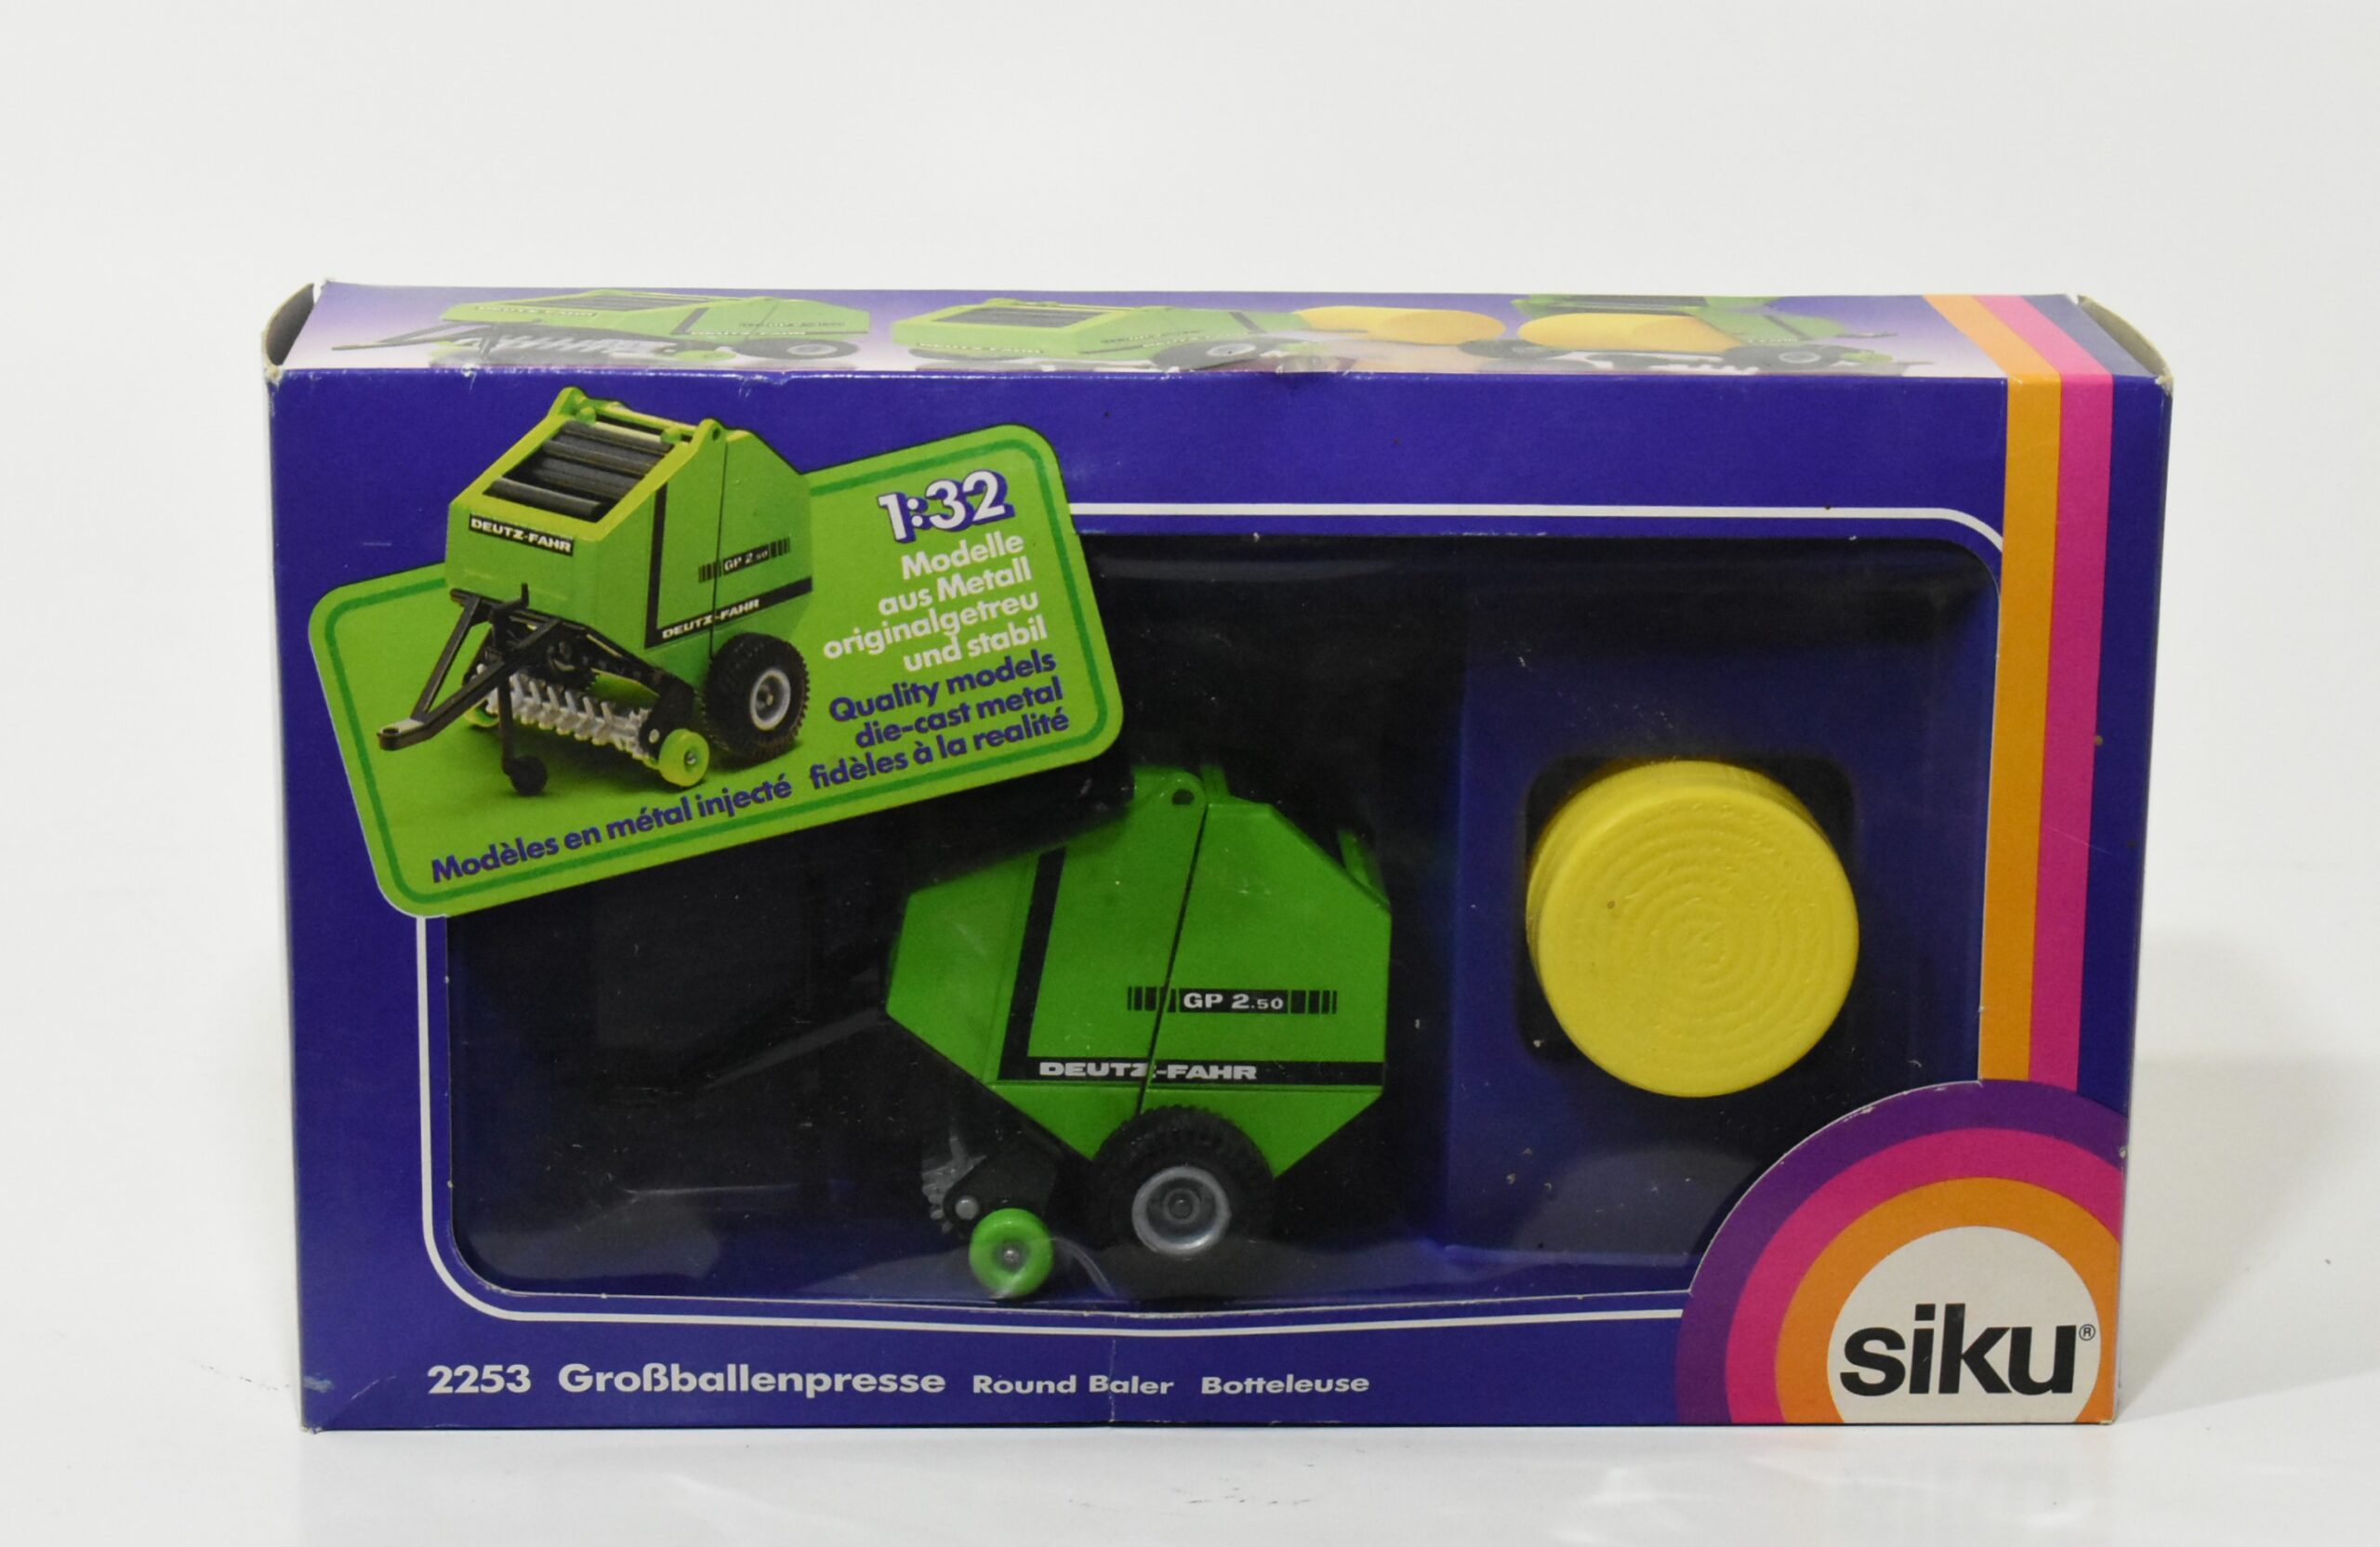 DEUTZ-FAHR
GP 2.50
DEUTZ-FAHR
1:32
Modelle
aus Metall
originalgetreu
und stabil
Quality models
die-cast metal
Modèles en métal injecté fidèles à la realité
GP 2.50
DEUTZ-FAHR
2253 Großballenpresse Round Baler Botteleuse
siku®